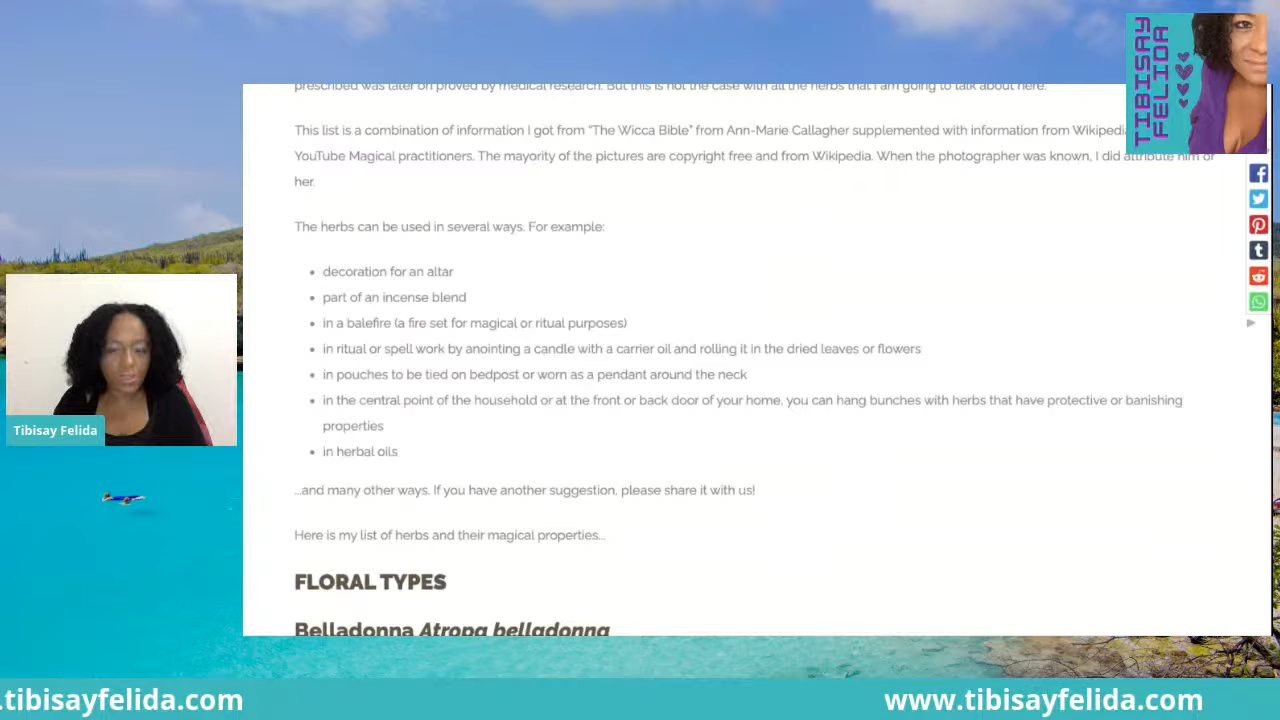 prescribed was later on proved by medical research. But this is not the case with all the herbs that I am going to talk about here.
This list is a combination of information I got from “The Wicca Bible” from Ann-Marie Callagher supplemented with information from Wikipedia
YouTube Magical practitioners. The mayority of the pictures are copyright free and from Wikipedia. When the photographer was known, I did attribute him or
her.
The herbs can be used in several ways. For example:
• decoration for an altar
• part of an incense blend
• in a balefire (a fire set for magical or ritual purposes)
• in ritual or spell work by anointing a candle with a carrier oil and rolling it in the dried leaves or flowers
• in pouches to be tied on bedpost or worn as a pendant around the neck
• in the central point of the household or at the front or back door of your home, you can hang bunches with herbs that have protective or banishing
properties
• in herbal oils
...and many other ways. If you have another suggestion, please share it with us!
Here is my list of herbs and their magical properties...
FLORAL TYPES
Belladonna Atropa belladonna
TIBISAY
FELIDA
Tibisay Felida
.tibisayfelida.com
www.tibisayfelida.com